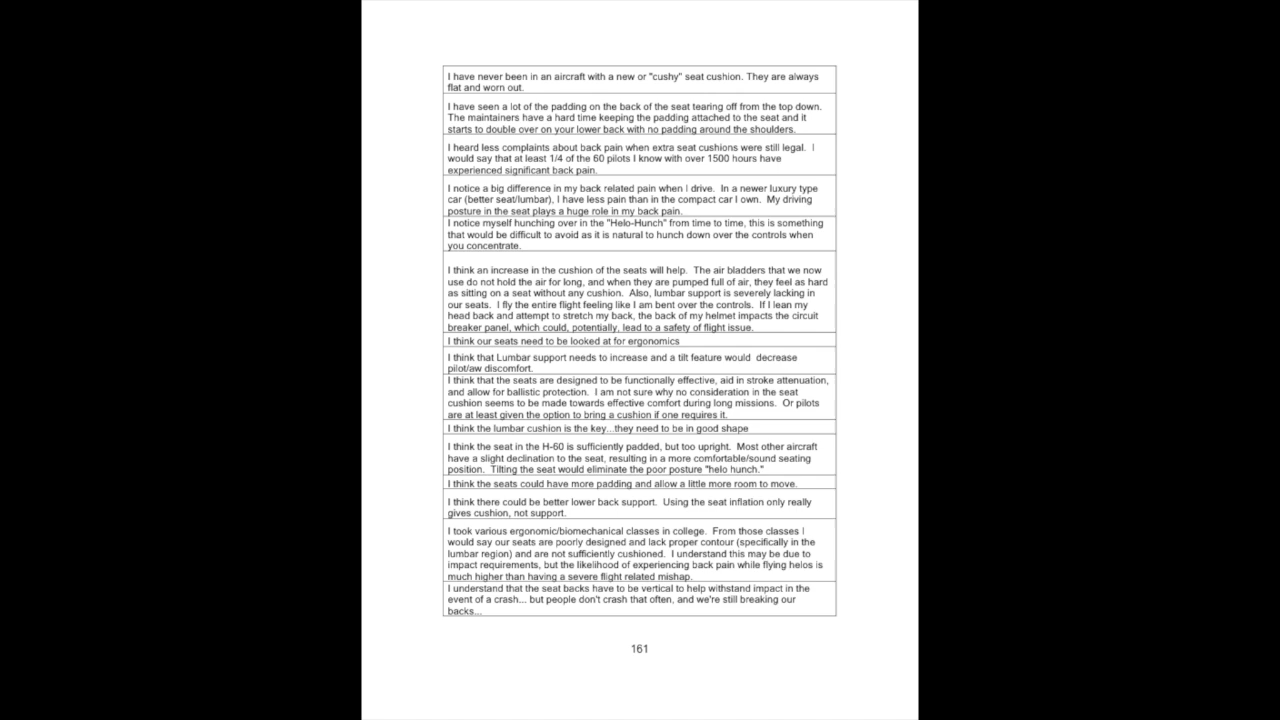 I have never been in an aircraft with a new or "cushy" seat cushion. They are always
flat and worn out.
I have seen a lot of the padding on the back of the seat tearing off from the top down.
The maintainers have a hard time keeping the padding attached to the seat and it
starts to double over on your lower back with no padding around the shoulders.
I heard less complaints about back pain when extra seat cushions were still legal. I
would say that at least 1/4 of the 60 pilots I know with over 1500 hours have
experienced significant back pain.
I notice a big difference in my back related pain when I drive. In a newer luxury type
car (better seat/lumbar), I have less pain than in the compact car I own. My driving
posture in the seat plays a huge role in my back pain.
I notice myself hunching over in the "Helo-Hunch" from time to time, this is something
that would be difficult to avoid as it is natural to hunch down over the controls when
you concentrate.
I think an increase in the cushion of the seats will help. The air bladders that we now
use do not hold the air for long, and when they are pumped full of air, they feel as hard
as sitting on a seat without any cushion. Also, lumbar support is severely lacking in
our seats. I fly the entire flight feeling like I am bent over the controls. If I lean my
head back and attempt to stretch my back, the back of my helmet impacts the circuit
breaker panel, which could, potentially, lead to a safety of flight issue.
I think our seats need to be looked at for ergonomics
I think that Lumbar support needs to increase and a tilt feature would decrease
pilot/aw discomfort.
I think that the seats are designed to be functionally effective, aid in stroke attenuation,
and allow for ballistic protection. I am not sure why no consideration in the seat
cushion seems to be made towards effective comfort during long missions. Or pilots
are at least given the option to bring a cushion if one requires it.
I think the lumbar cushion is the key...they need to be in good shape
I think the seat in the H-60 is sufficiently padded, but too upright. Most other aircraft
have a slight declination to the seat, resulting in a more comfortable/sound seating
position. Tilting the seat would eliminate the poor posture "helo hunch."
I think the seats could have more padding and allow a little more room to move.
I think there could be better lower back support. Using the seat inflation only really
gives cushion, not support.
I took various ergonomic/biomechanical classes in college. From those classes I
would say our seats are poorly designed and lack proper contour (specifically in the
lumbar region) and are not sufficiently cushioned. I understand this may be due to
impact requirements, but the likelihood of experiencing back pain while flying helos is
much higher than having a severe flight related mishap.
I understand that the seat backs have to be vertical to help withstand impact in the
event of a crash... but people don't crash that often, and we're still breaking our
backs...
161